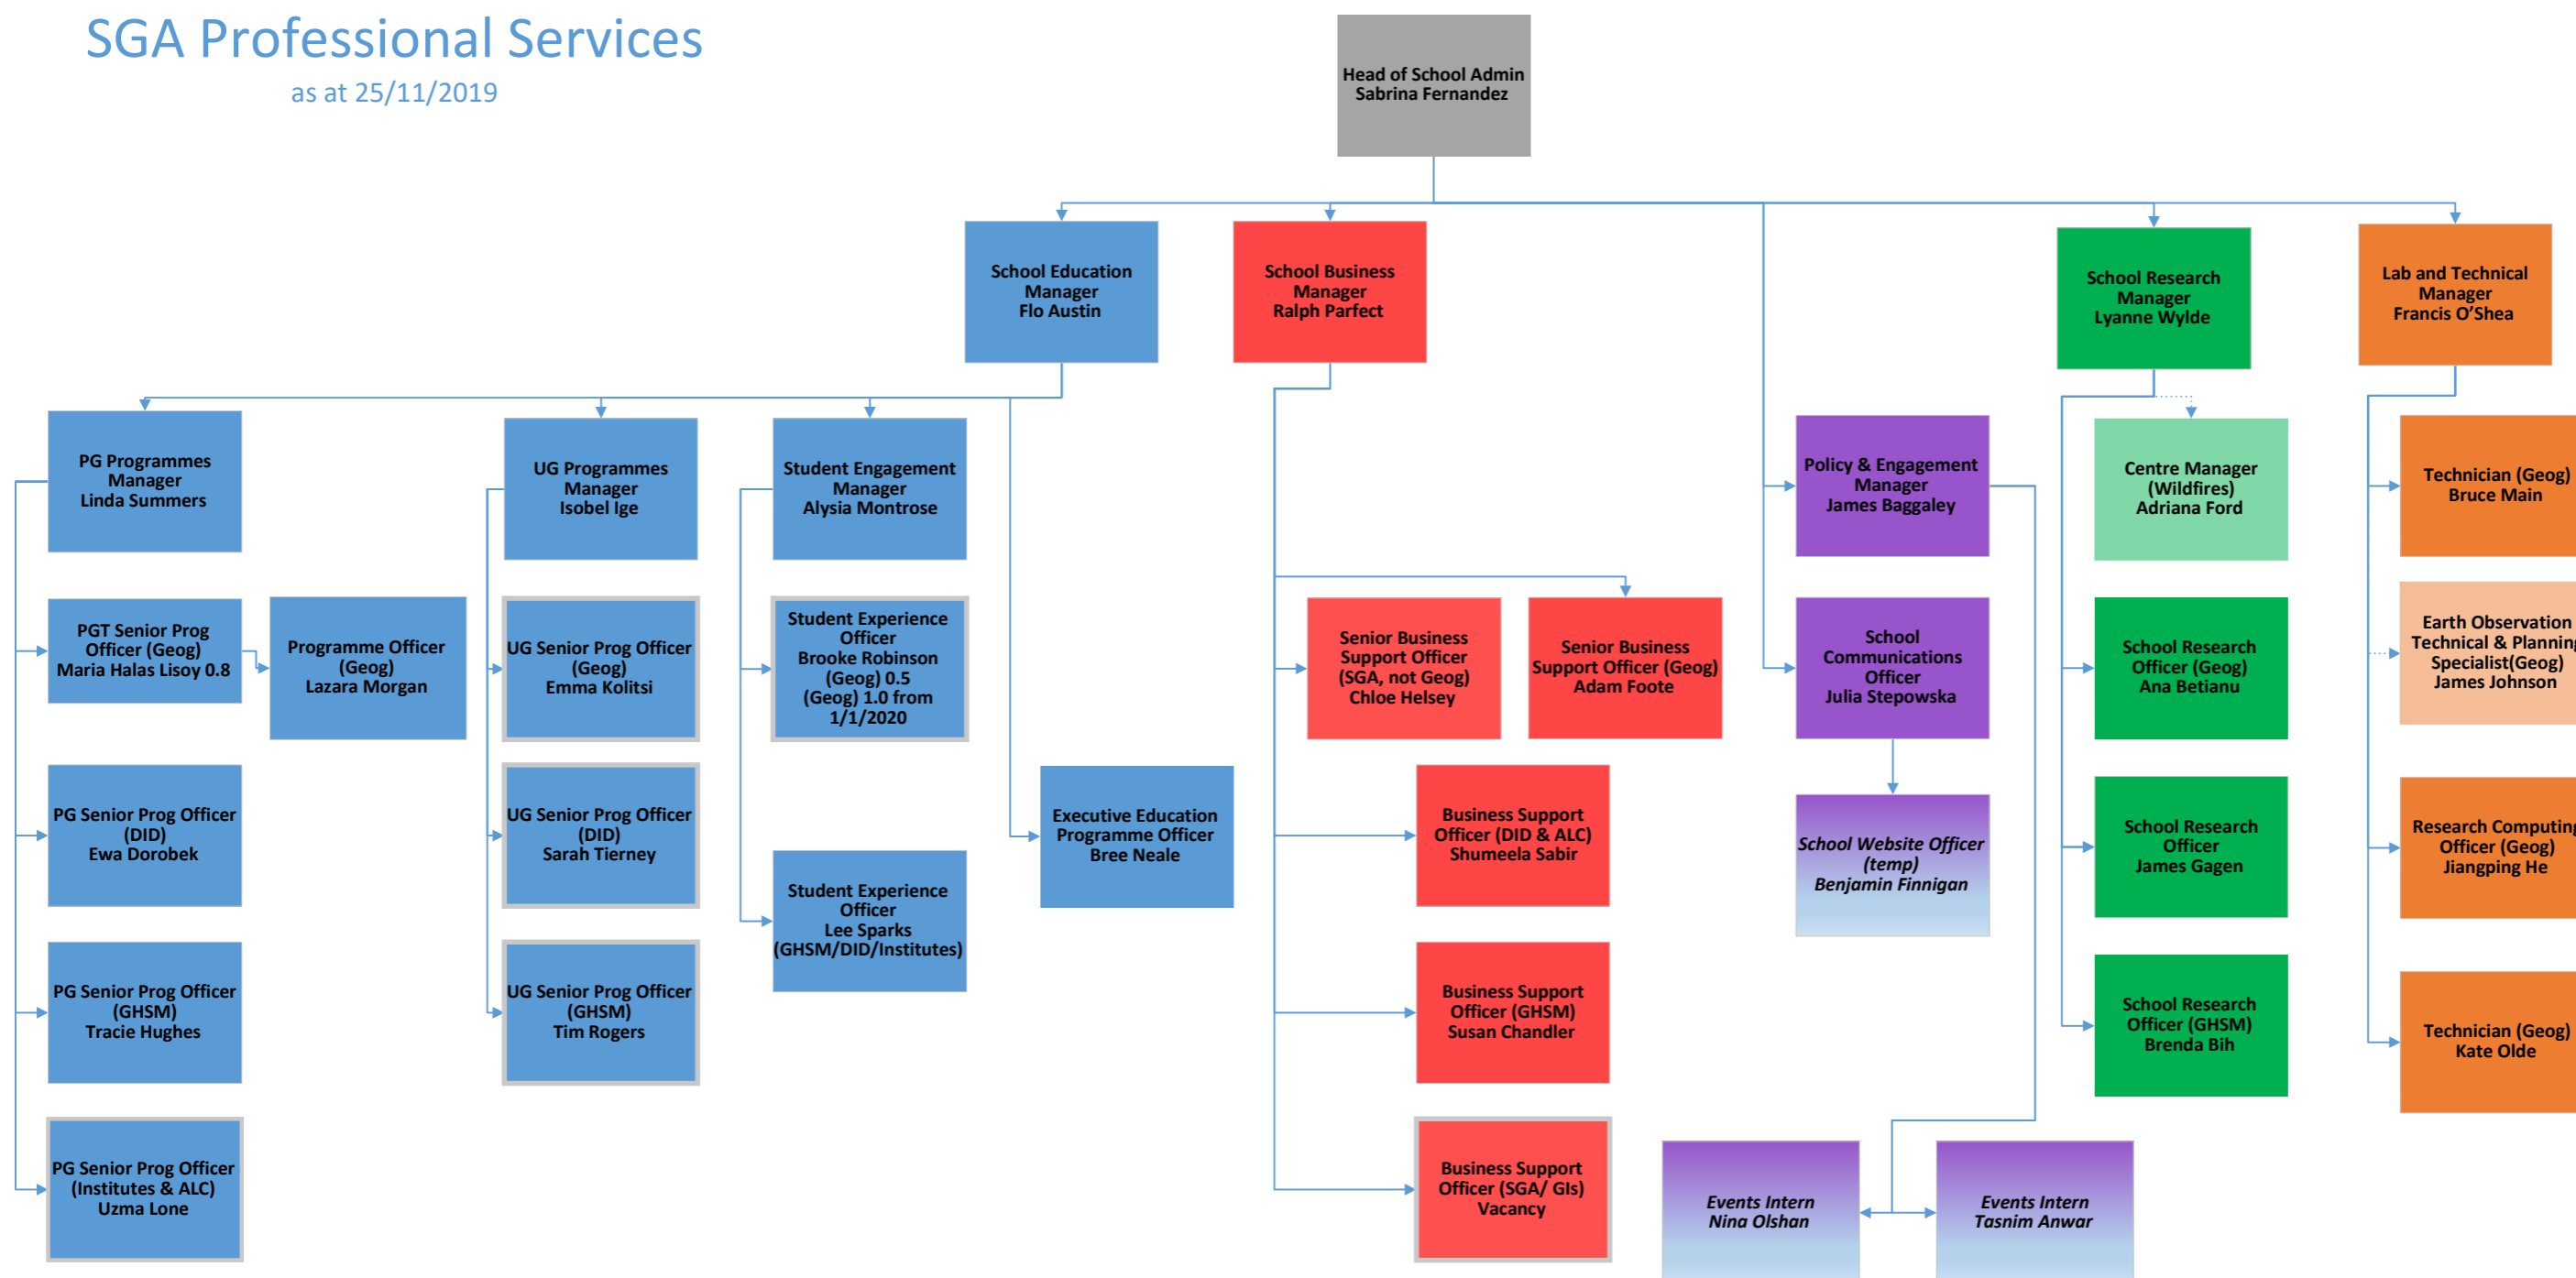 SGA Professional Services
as at 25/11/2019
Head of School Admin
Sabrina Fernandez
School Education
Manager
Flo Austin
School Business
Manager
Ralph Parfect
School Research
Manager
Lyanne Wylde
Lab and Technical
Manager
Francis O'Shea
PG Programmes
Manager
Linda Summers
UG Programmes
Manager
Isobel Ige
Student Engagement
Manager
Alysia Montrose
Policy & Engagement
Manager
James Baggaley
Centre Manager
(Wildfires)
Adriana Ford
Technician (Geog)
Bruce Main
PGT Senior Prog
Officer (Geog)
Maria Halas Lisoy 0.8
Programme Officer
(Geog)
Lazara Morgan
UG Senior Prog Officer
(Geog)
Emma Kolitsi
Student Experience
Officer
Brooke Robinson
(Geog) 0.5
(Geog) 1.0 from
1/1/2020
Senior Business
Support Officer
(SGA, not Geog)
Chloe Helsey
Senior Business
Support Officer (Geog)
Adam Foote
School
Communications
Officer
Julia Stepowska
School Research
Officer (Geog)
Ana Betianu
Earth Observation
Technical & Planning
Specialist(Geog)
James Johnson
PG Senior Prog Officer
(DID)
Ewa Dorobek
UG Senior Prog Officer
(DID)
Sarah Tierney
Student Experience
Officer
Lee Sparks
(GHSM/DID/Institutes)
Executive Education
Programme Officer
Bree Neale
Business Support
Officer (DID & ALC)
Shumeela Sabir
School Website Officer
(temp)
Benjamin Finnigan
School Research
Officer
James Gagen
Research Computing
Officer (Geog)
Jiangping He
PG Senior Prog Officer
(GHSM)
Tracie Hughes
UG Senior Prog Officer
(GHSM)
Tim Rogers
Business Support
Officer (GHSM)
Susan Chandler
School Research
Officer (GHSM)
Brenda Bih
Technician (Geog)
Kate Olde
PG Senior Prog Officer
(Institutes & ALC)
Uzma Lone
Business Support
Officer (SGA/ GIs)
Vacancy
Events Intern
Nina Olshan
Events Intern
Tasnim Anwar